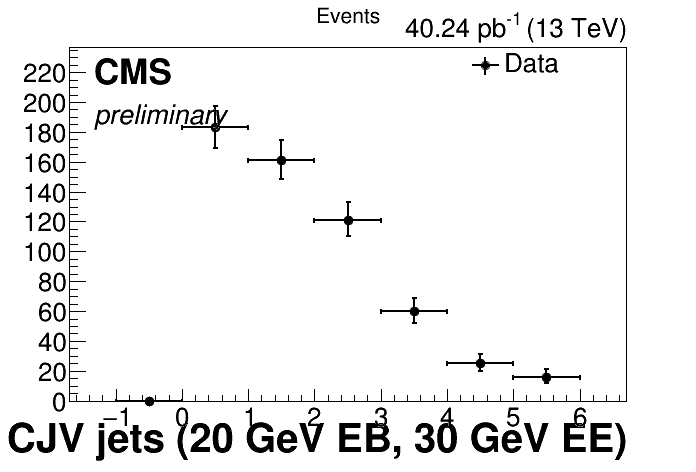 Events
40.24 pb-1 (13 TeV)
CMS
Data
preliminary
220
200
180
160
140
120
100
80
60
40
20
0
−1 0 1 2 3 4 5 6
CJV jets (20 GeV EB, 30 GeV EE)